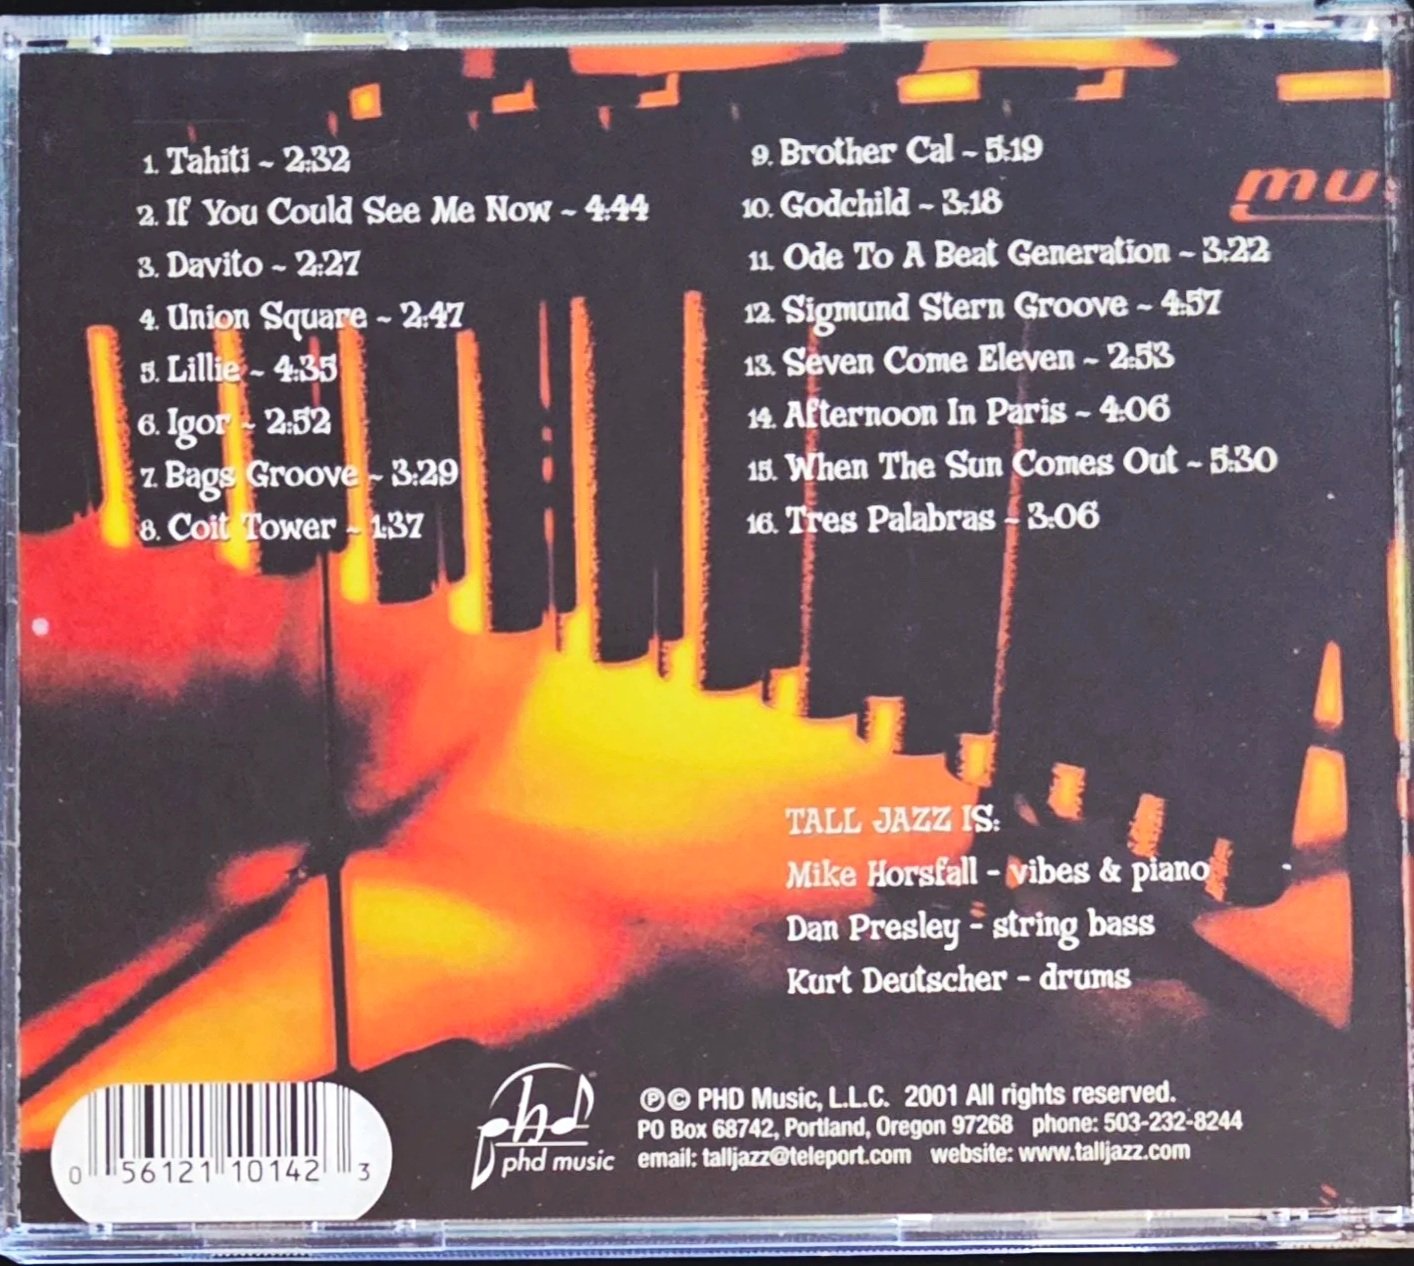 1. Tahiti ~ 2:32
2. If You Could See Me Now ~ 4:44
3. Davito ~ 2:27
4. Union Square ~ 2:47
5. Lillie ~ 4:35
6. Igor ~ 2:52
7. Bags Groove ~ 3:29
8. Coit Tower ~ 1:37
9. Brother Cal ~ 5:19
10. Godchild ~ 3:18
11. Ode To A Beat Generation ~ 3:22
12. Sigmund Stern Groove ~ 4:57
13. Seven Come Eleven ~ 2:53
14. Afternoon In Paris ~ 4:06
15. When The Sun Comes Out ~ 5:30
16. Tres Palabras ~ 3:06
TALL JAZZ IS:
Mike Horsfall - vibes & piano
Dan Presley - string bass
Kurt Deutscher - drums
0 56121 10142 3
phd
phd music
℗© PHD Music, L.L.C. 2001 All rights reserved.
PO Box 68742, Portland, Oregon 97268 phone: 503-232-8244
email: talljazz@teleport.com website: www.talljazz.com